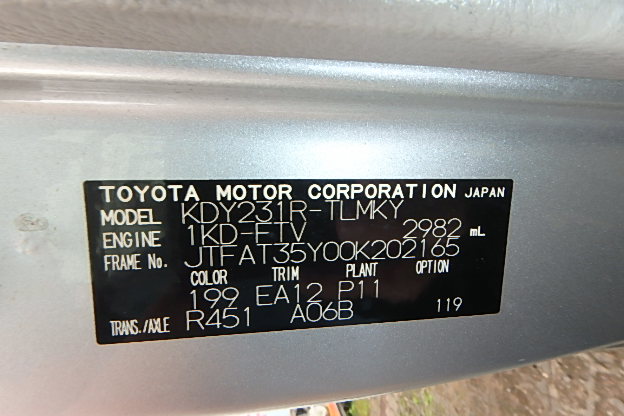 TOYOTA MOTOR CORPORATION JAPAN
MODEL KDY231R-TLMKY
ENGINE 1KD-FTV 2982 mL
FRAME No. JTFAT35Y00K202165
COLOR TRIM PLANT OPTION
199 EA12 P11
TRANS./AXLE R451 A06B 119